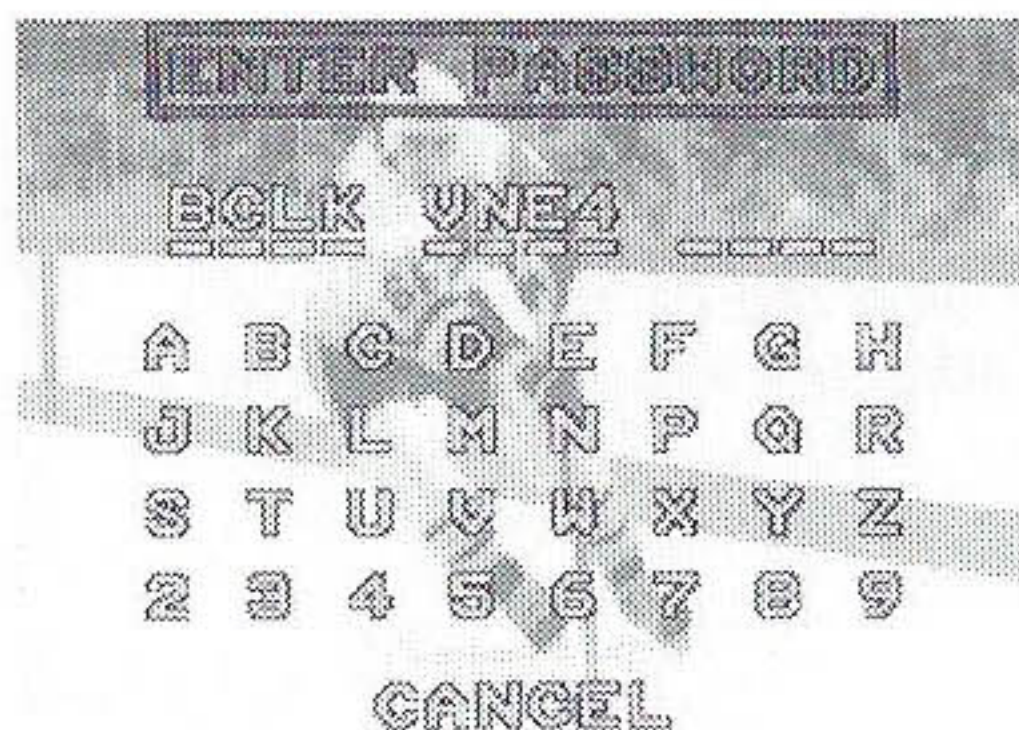 ENTER PASSWORD
BCLK VNE4
A B C D E F G H
J K L M N P Q R
S T U V W X Y Z
2 3 4 5 6 7 8 9
CANCEL